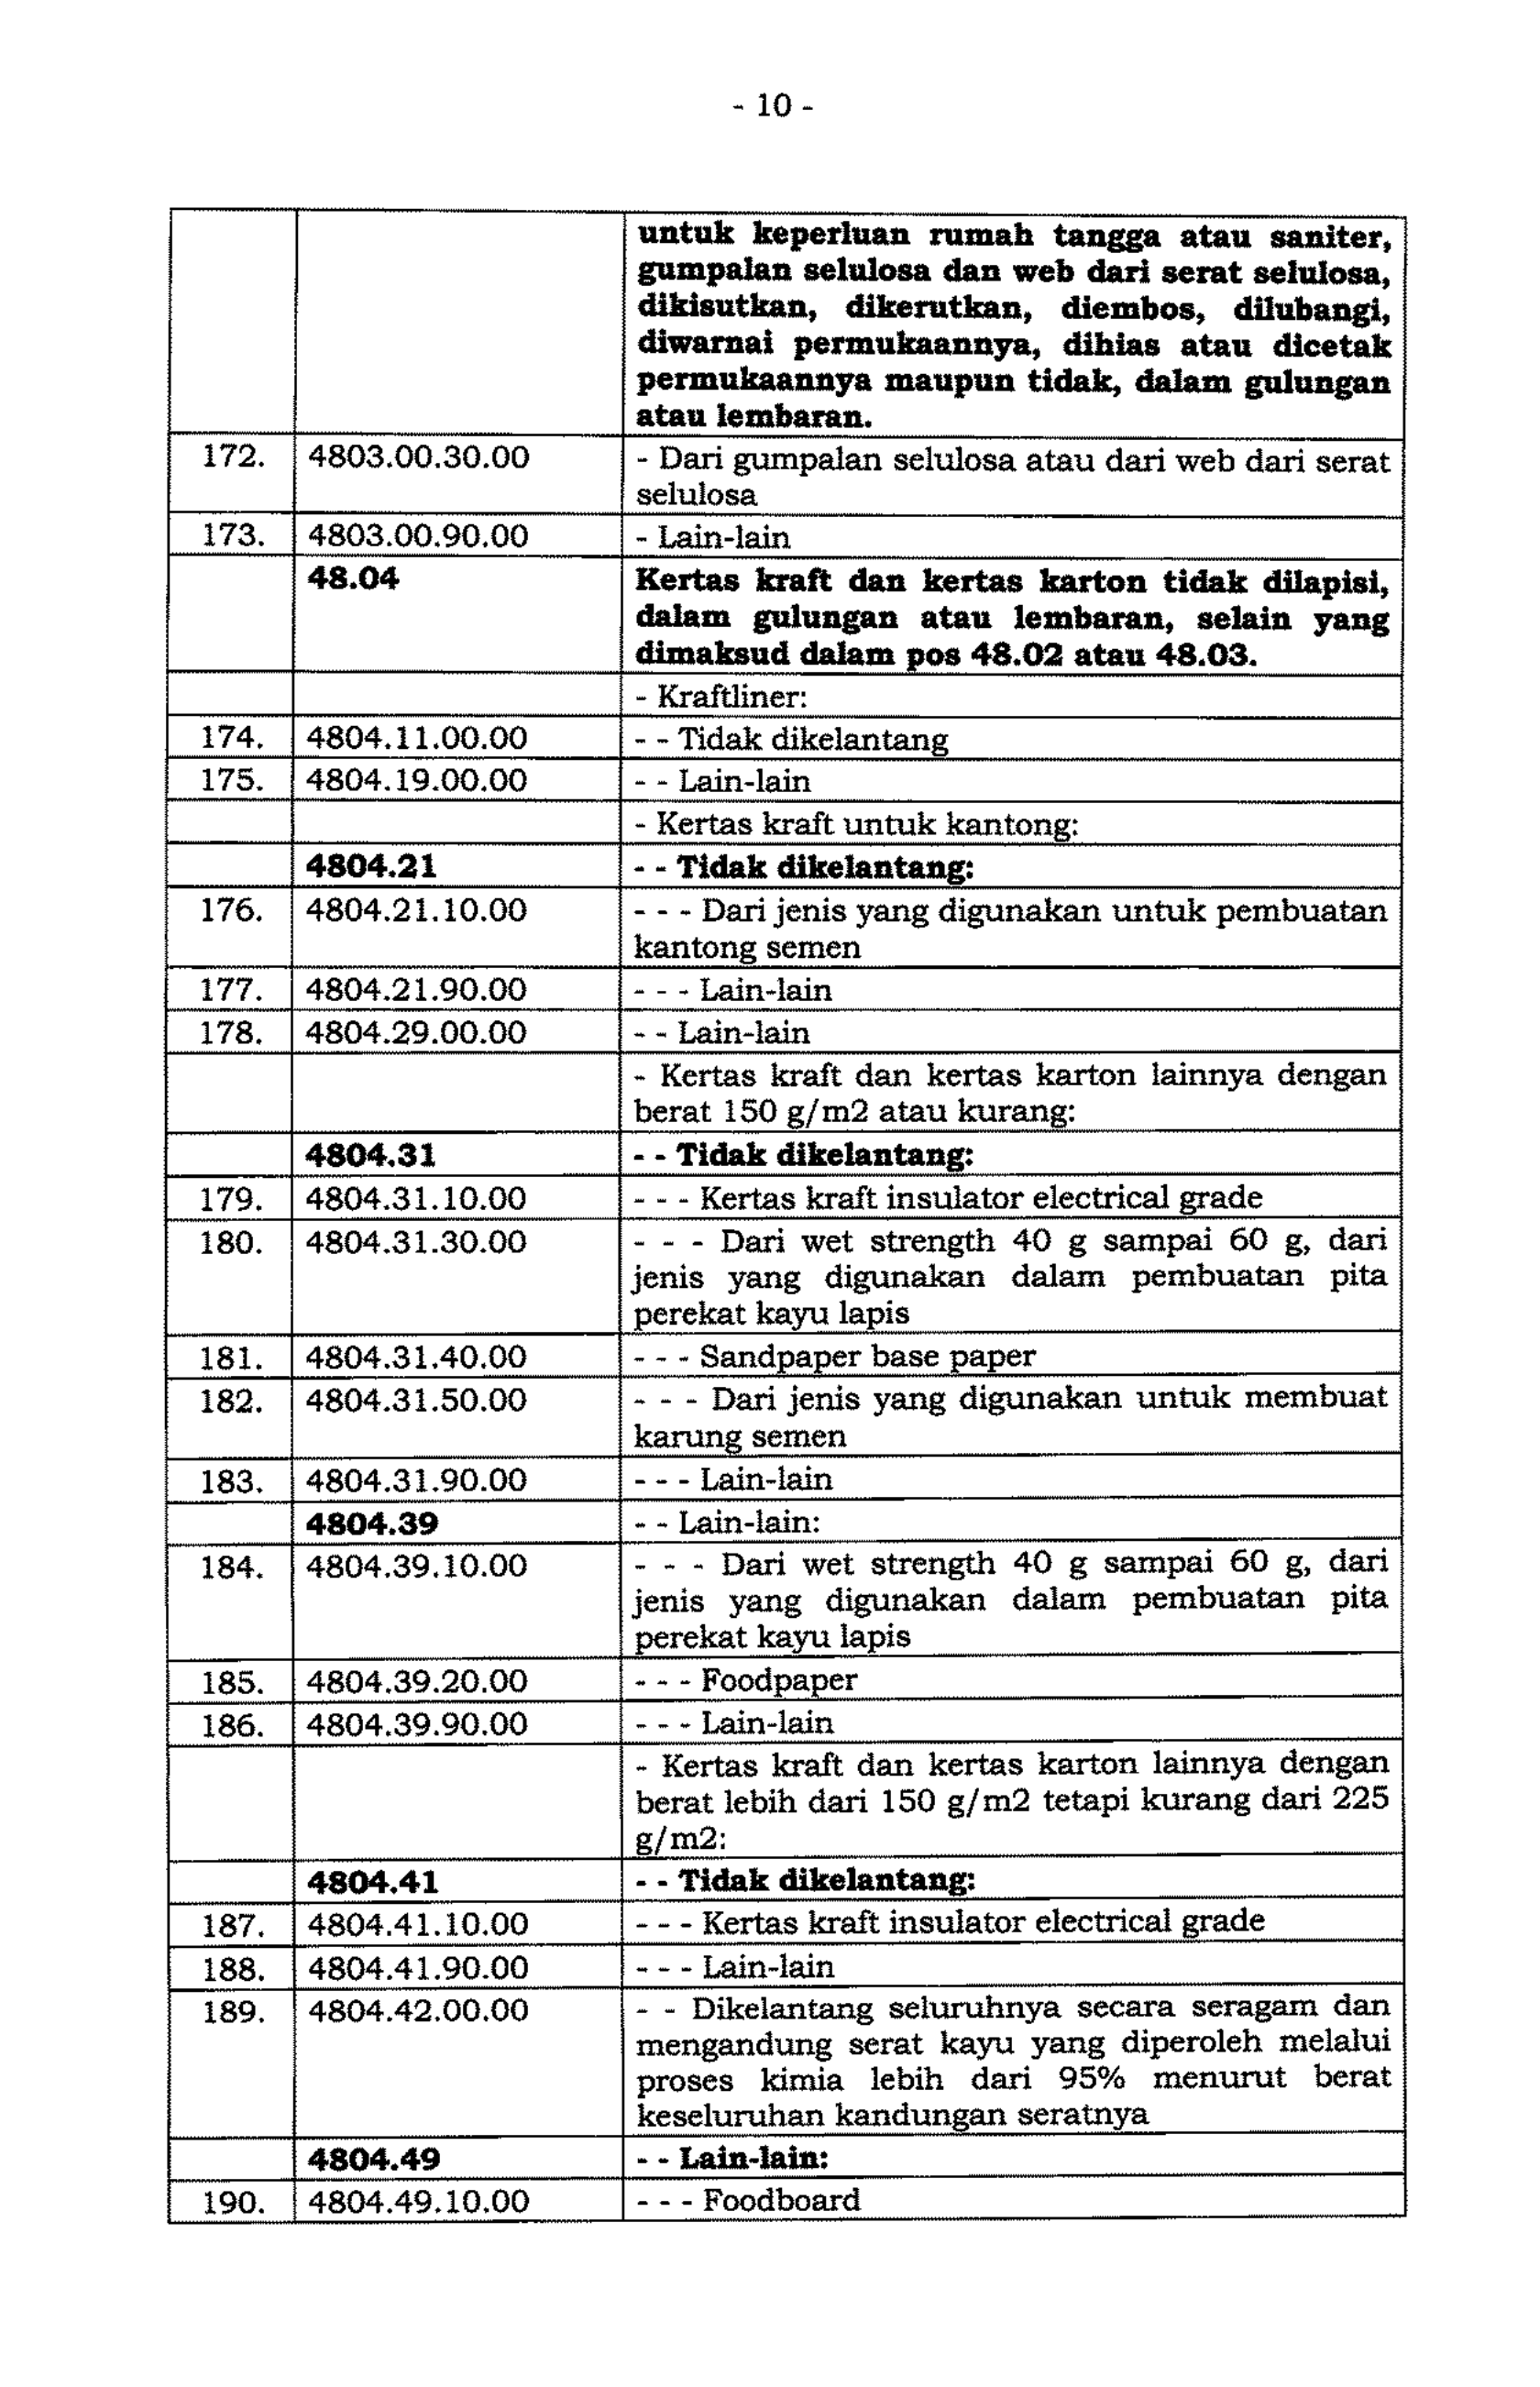 - 10 -
untuk keperluan rumah tangga atau saniter,
gumpalan selulosa dan web dari serat selulosa,
dikisutkan, dikerutkan, diembos, dilubangi,
diwarnai permukaannya, dihias atau dicetak
permukaannya maupun tidak, dalam gulungan
atau lembaran.
172. 4803.00.30.00 - Dari gumpalan selulosa atau dari web dari serat
selulosa
173. 4803.00.90.00 - Lain-lain
48.04 Kertas kraft dan kertas karton tidak dilapisi,
dalam gulungan atau lembaran, selain yang
dimaksud dalam pos 48.02 atau 48.03.
- Kraftliner:
174. 4804.11.00.00 - - Tidak dikelantang
175. 4804.19.00.00 - - Lain-lain
- Kertas kraft untuk kantong:
4804.21 - - Tidak dikelantang:
176. 4804.21.10.00 - - - Dari jenis yang digunakan untuk pembuatan
kantong semen
177. 4804.21.90.00 - - - Lain-lain
178. 4804.29.00.00 - - Lain-lain
- Kertas kraft dan kertas karton lainnya dengan
berat 150 g/m2 atau kurang:
4804.31 - - Tidak dikelantang:
179. 4804.31.10.00 - - - Kertas kraft insulator electrical grade
180. 4804.31.30.00 - - - Dari wet strength 40 g sampai 60 g, dari
jenis yang digunakan dalam pembuatan pita
perekat kayu lapis
181. 4804.31.40.00 - - - Sandpaper base paper
182. 4804.31.50.00 - - - Dari jenis yang digunakan untuk membuat
karung semen
183. 4804.31.90.00 - - - Lain-lain
4804.39 - - Lain-lain:
184. 4804.39.10.00 - - - Dari wet strength 40 g sampai 60 g, dari
jenis yang digunakan dalam pembuatan pita
perekat kayu lapis
185. 4804.39.20.00 - - - Foodpaper
186. 4804.39.90.00 - - - Lain-lain
- Kertas kraft dan kertas karton lainnya dengan
berat lebih dari 150 g/m2 tetapi kurang dari 225
g/m2:
4804.41 - - Tidak dikelantang:
187. 4804.41.10.00 - - - Kertas kraft insulator electrical grade
188. 4804.41.90.00 - - - Lain-lain
189. 4804.42.00.00 - - Dikelantang seluruhnya secara seragam dan
mengandung serat kayu yang diperoleh melalui
proses kimia lebih dari 95% menurut berat
keseluruhan kandungan seratnya
4804.49 - - Lain-lain:
190. 4804.49.10.00 - - - Foodboard